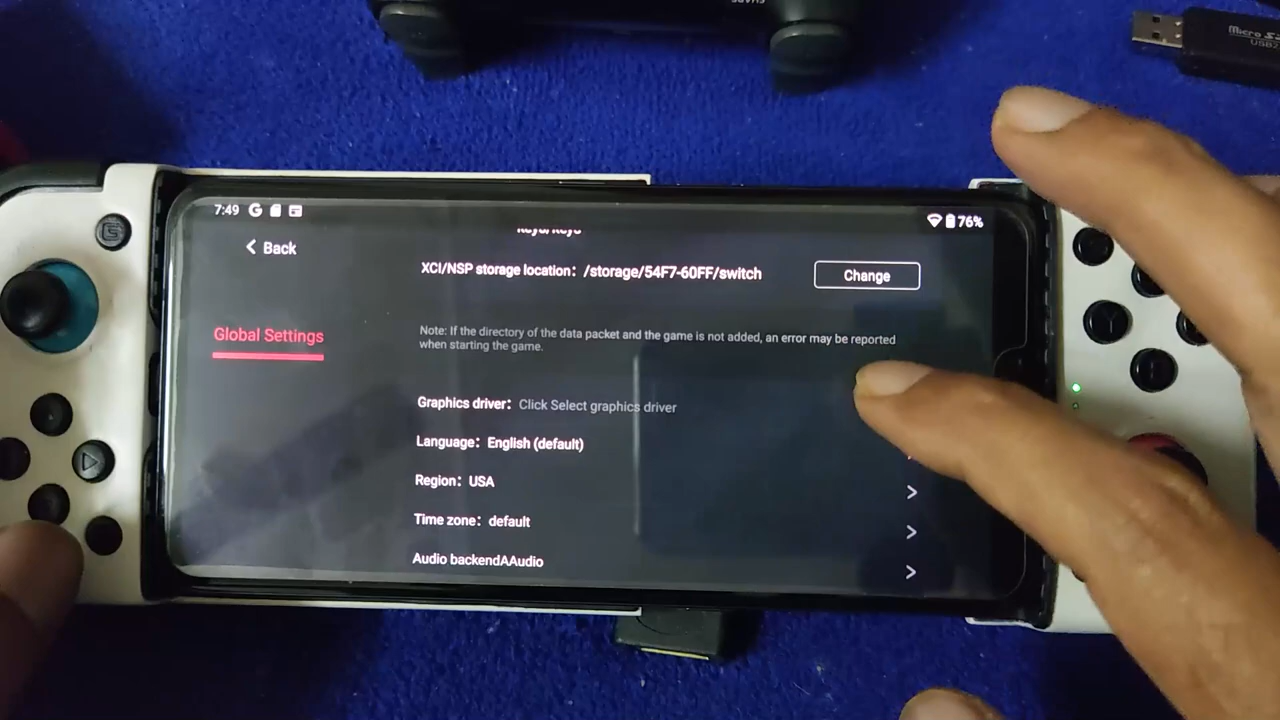 Micro S
USB2
7:49
76%
Back
XCI/NSP storage location： /storage/54F7-60FF/switch
Change
Global Settings
Note: If the directory of the data packet and the game is not added, an error may be reported
when starting the game.
Graphics driver： Click Select graphics driver
Language： English (default)
Region： USA
Time zone： default
Audio backendAAudio
Y